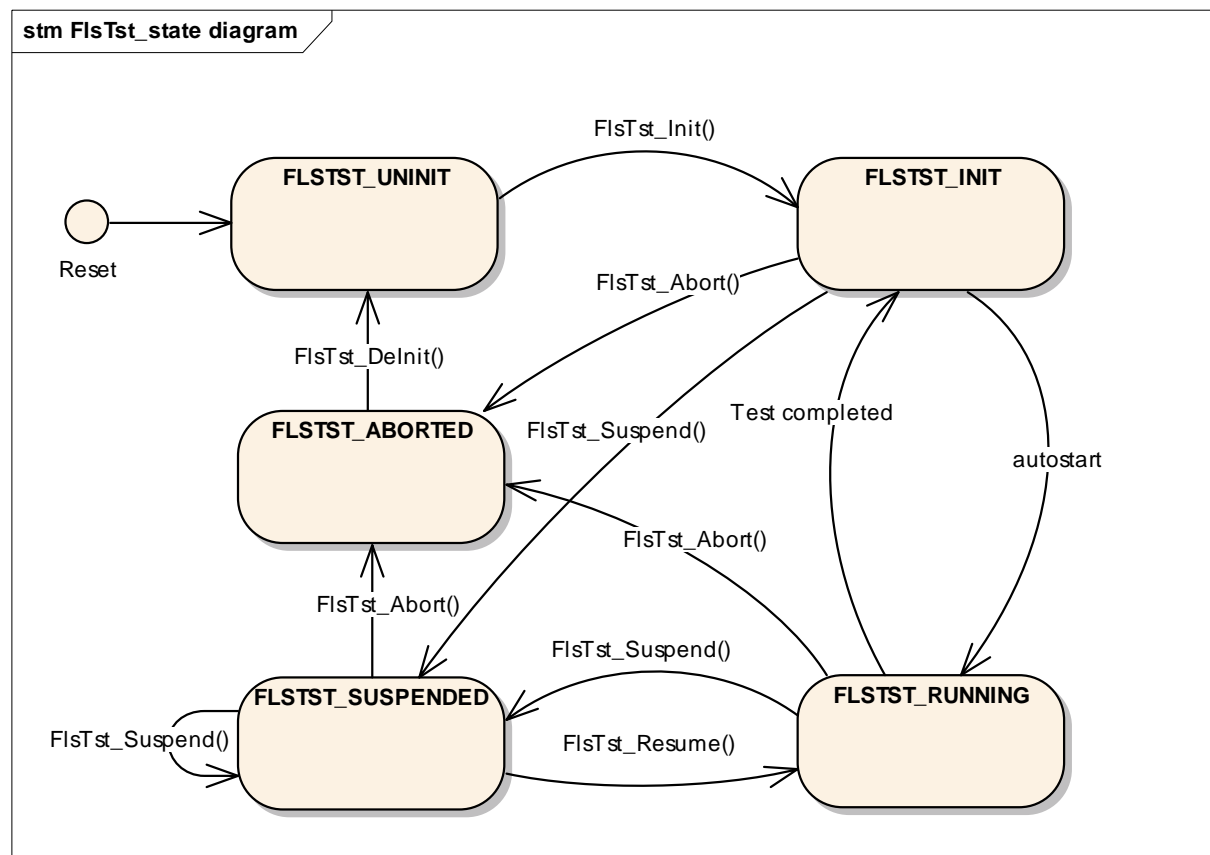 stm FlsTst_state diagram
FlsTst_Init()
FLSTST_UNINIT
FLSTST_INIT
Reset
FlsTst_Abort()
FlsTst_DeInit()
Test completed
FLSTST_ABORTED
FlsTst_Suspend()
autostart
FlsTst_Abort()
FlsTst_Abort()
FlsTst_Suspend()
FLSTST_SUSPENDED
FLSTST_RUNNING
FlsTst_Suspend()
FlsTst_Resume()